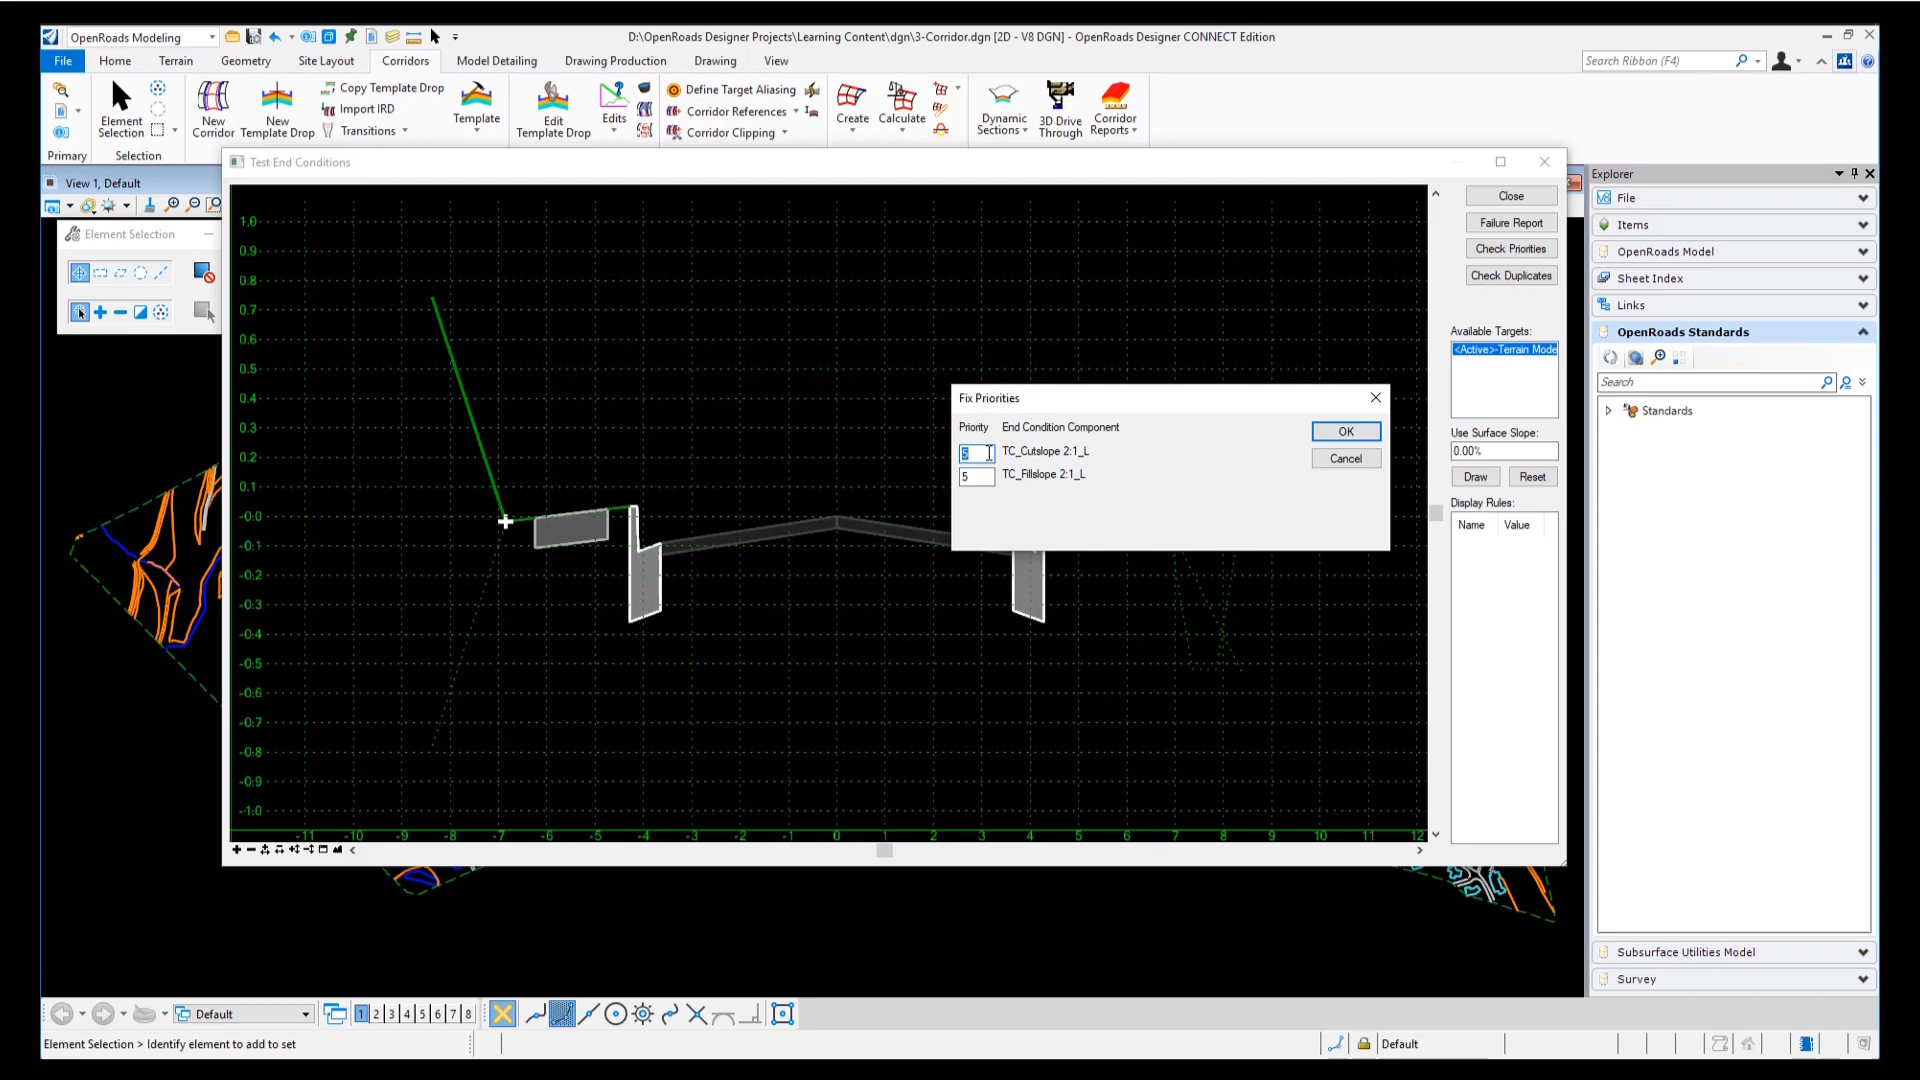 OpenRoads Modeling
D:\OpenRoads Designer Projects\Learning Content\dgn\3-Corridor.dgn [2D - V8 DGN] - OpenRoads Designer CONNECT Edition
File Home Terrain Geometry Site Layout Corridors Model Detailing Drawing Production Drawing View
Search Ribbon (F4)
Element Selection
New Corridor
New Template Drop
Copy Template Drop
Import IRD
Transitions
Template
Edit Template Drop
Edits
Define Target Aliasing
Corridor References
Corridor Clipping
Create
Calculate
Dynamic Sections
3D Drive Through
Corridor Reports
Primary
Selection
View 1, Default
Element Selection
Test End Conditions
1.0
0.9
0.8
0.7
0.6
0.5
0.4
0.3
0.2
0.1
-0.0
-0.1
-0.2
-0.3
-0.4
-0.5
-0.6
-0.7
-0.8
-0.9
-1.0
-11 -10 -9 -8 -7 -6 -5 -4 -3 -2 -1 0 1 2 3 4 5 6 7 8 9 10 11 12
Fix Priorities
Priority End Condition Component
5 TC_Cutslope 2:1_L
5 TC_Fillslope 2:1_L
OK
Cancel
Close
Failure Report
Check Priorities
Check Duplicates
Available Targets:
<Active>-Terrain Mode
Use Surface Slope:
0.00%
Draw Reset
Display Rules:
Name Value
Explorer
File
Items
OpenRoads Model
Sheet Index
Links
OpenRoads Standards
Search
Standards
Subsurface Utilities Model
Survey
Default
1 2 3 4 5 6 7 8
Element Selection > Identify element to add to set
Default